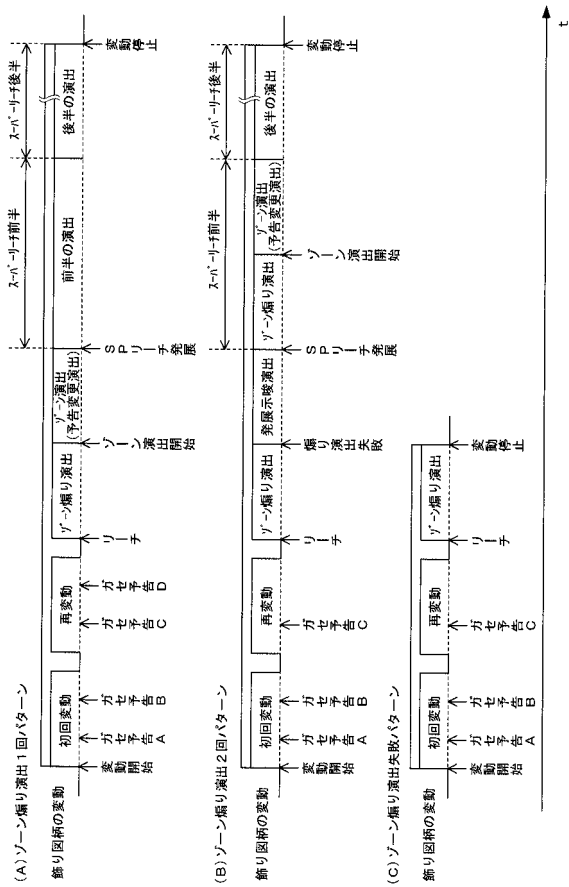 (A)ゾーン煽り演出1回パターン
スーパーリーチ前半
スーパーリーチ後半
飾り図柄の変動
初回変動
再変動
ゾーン煽り演出
ゾーン演出
(予告変更演出)
前半の演出
後半の演出
変動開始
ガセ予告A
ガセ予告B
ガセ予告C
ガセ予告D
リーチ
ゾーン演出開始
SPリーチ発展
変動停止
(B)ゾーン煽り演出2回パターン
スーパーリーチ前半
スーパーリーチ後半
飾り図柄の変動
初回変動
再変動
ゾーン煽り演出
発展示唆演出
ゾーン煽り演出
ゾーン演出
(予告変更演出)
後半の演出
変動開始
ガセ予告A
ガセ予告B
ガセ予告C
リーチ
煽り演出失敗
SPリーチ発展
ゾーン演出開始
変動停止
(C)ゾーン煽り演出失敗パターン
飾り図柄の変動
初回変動
再変動
ゾーン煽り演出
変動開始
ガセ予告A
ガセ予告B
ガセ予告C
リーチ
変動停止
t